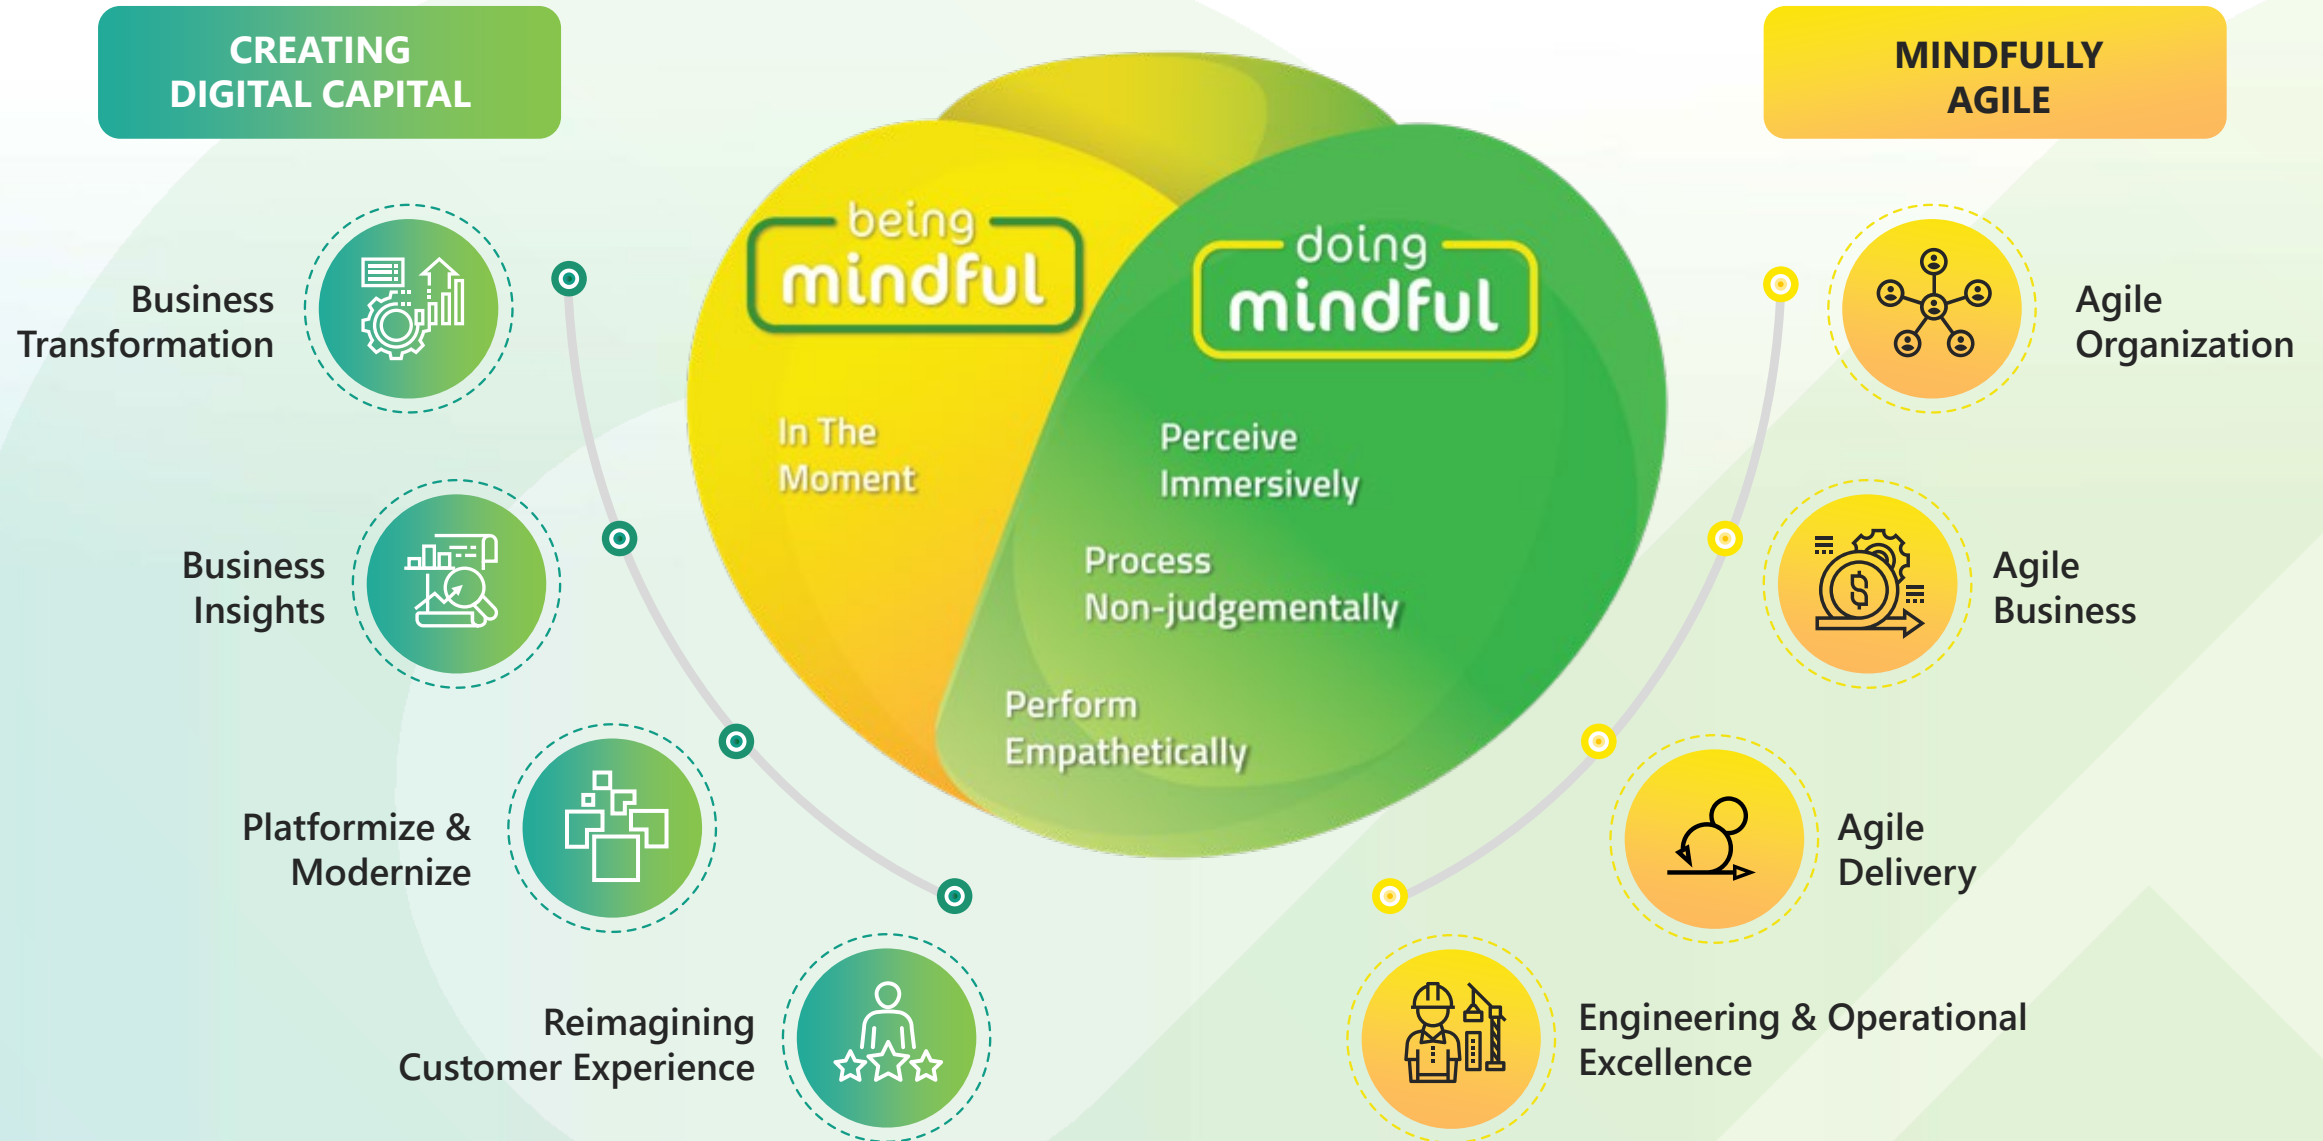 CREATING
DIGITAL CAPITAL
Business
Transformation
Business
Insights
Platformize &
Modernize
Reimagining
Customer Experience
being
mindful
In The
Moment
doing
mindful
Perceive
Immersively
Process
Non-judgementally
Perform
Empathetically
MINDFULLY
AGILE
Agile
Organization
$
Agile
Business
Agile
Delivery
Engineering & Operational
Excellence